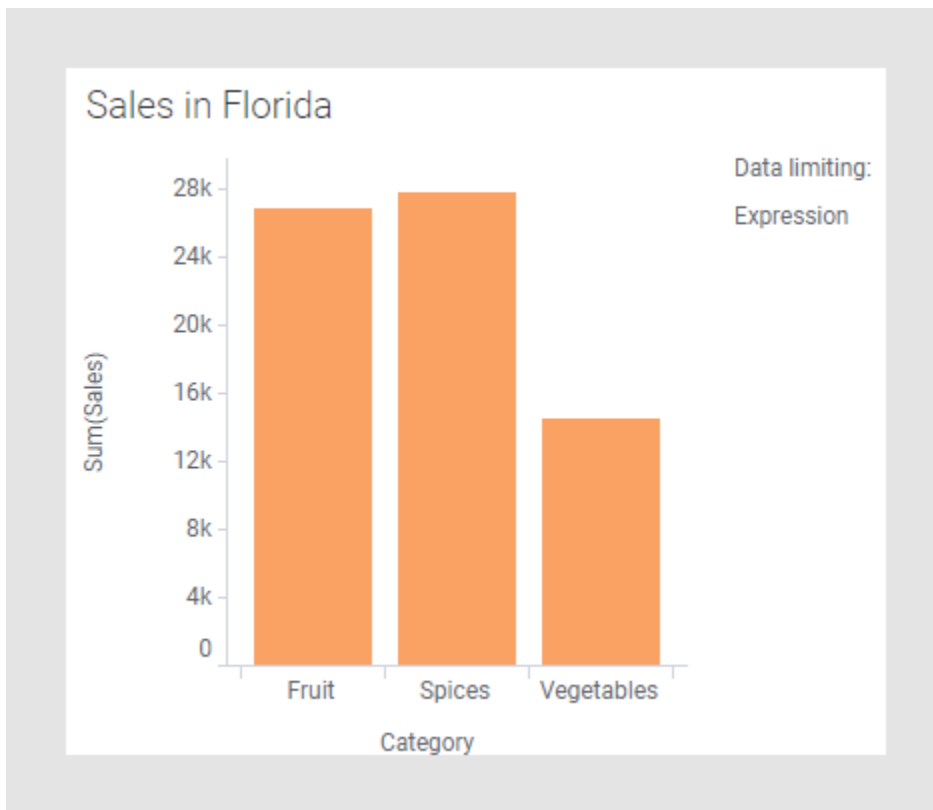 Sales in Florida
Data limiting:
Expression
Sum(Sales)
28k
24k
20k
16k
12k
8k
4k
0
Fruit Spices Vegetables
Category